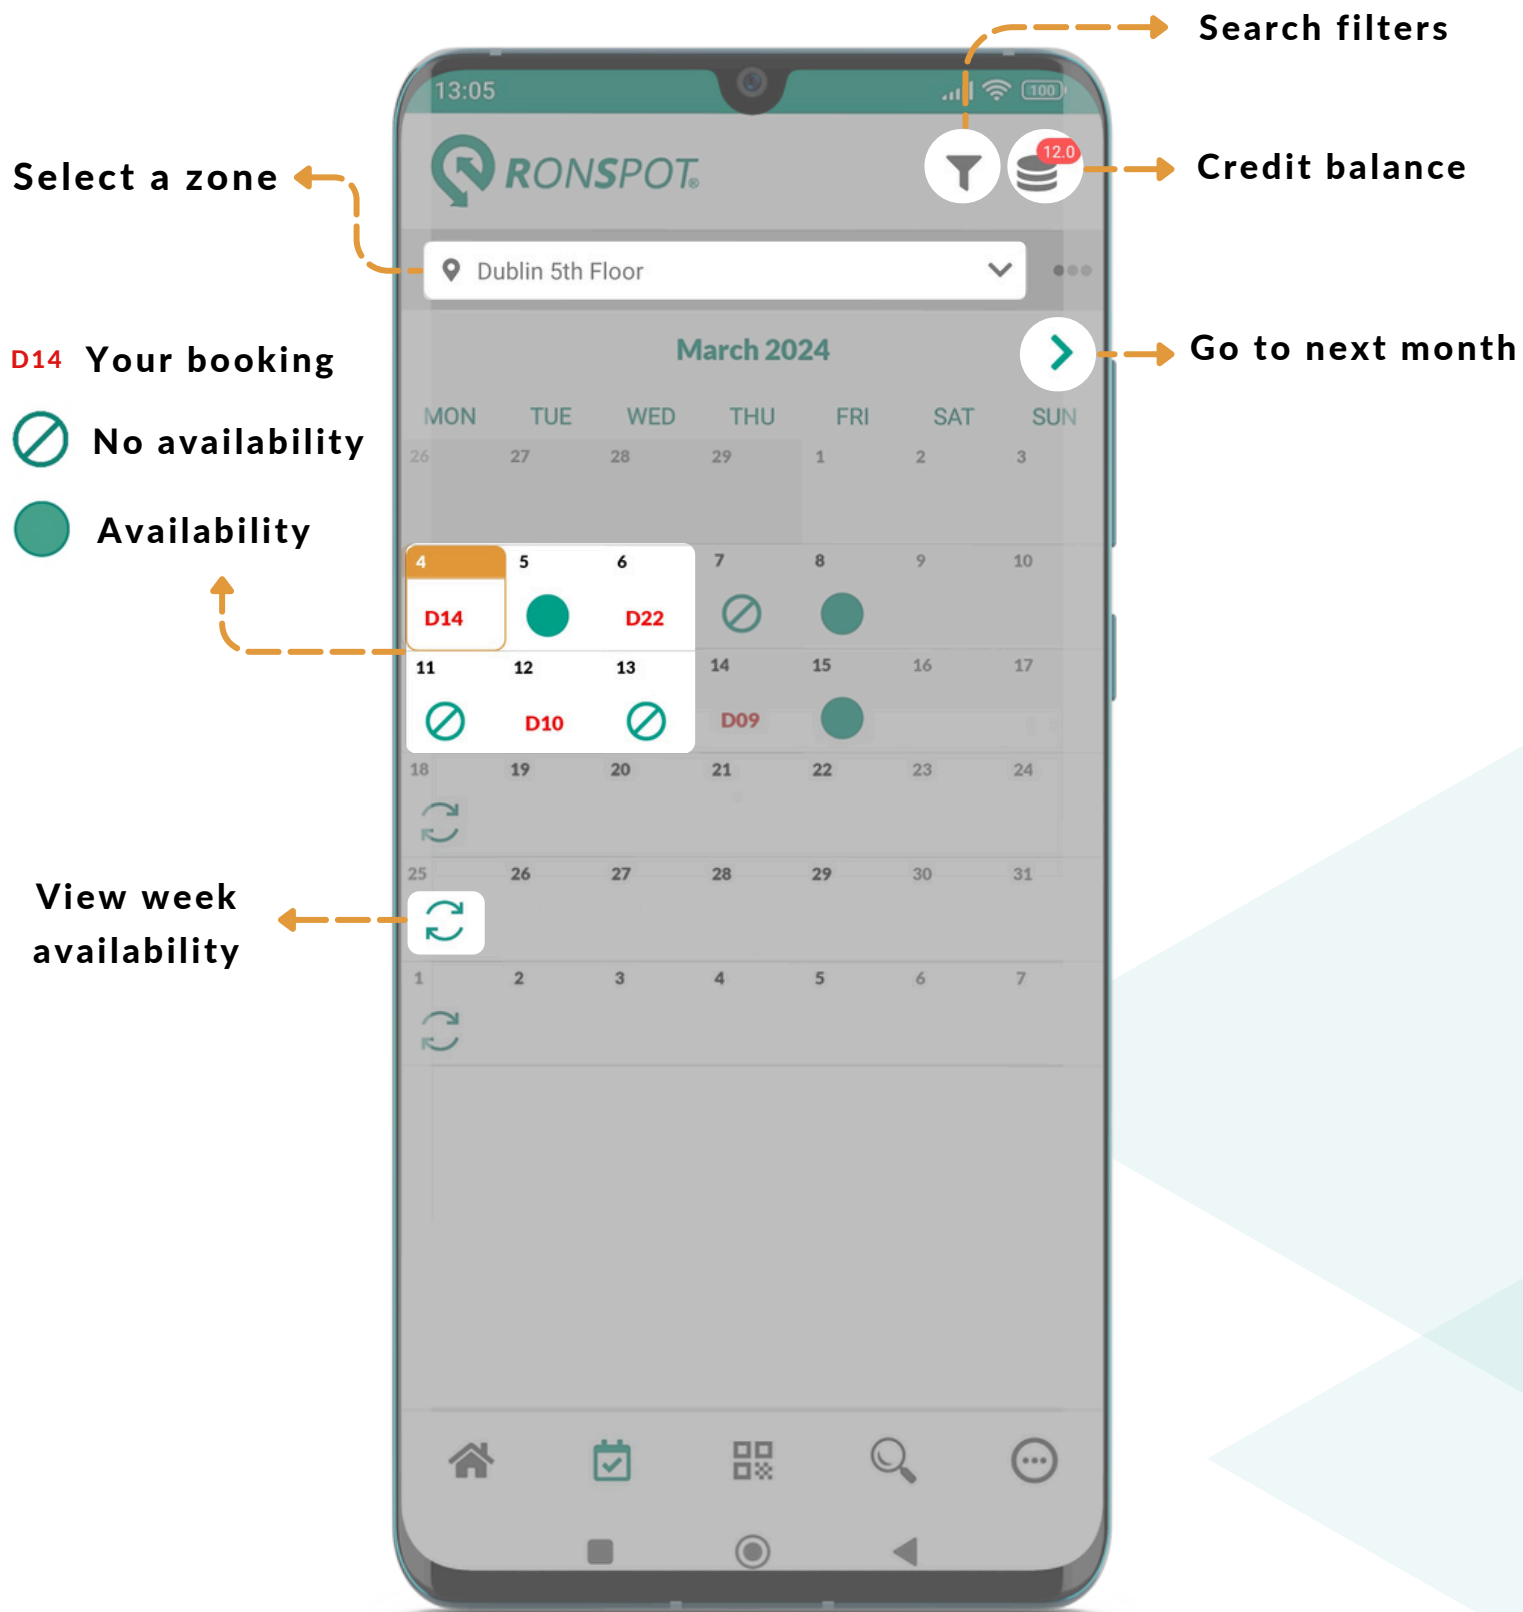 Search filters
13:05
100
RONSPOT®
12.0
Credit balance
Select a zone
Dublin 5th Floor
March 2024
Go to next month
D14 Your booking
No availability
Availability
MON TUE WED THU FRI SAT SUN
26 27 28 29 1 2 3
4 5 6 7 8 9 10
D14 D22
11 12 13 14 15 16 17
D10 D09
18 19 20 21 22 23 24
25 26 27 28 29 30 31
View week
availability
1 2 3 4 5 6 7